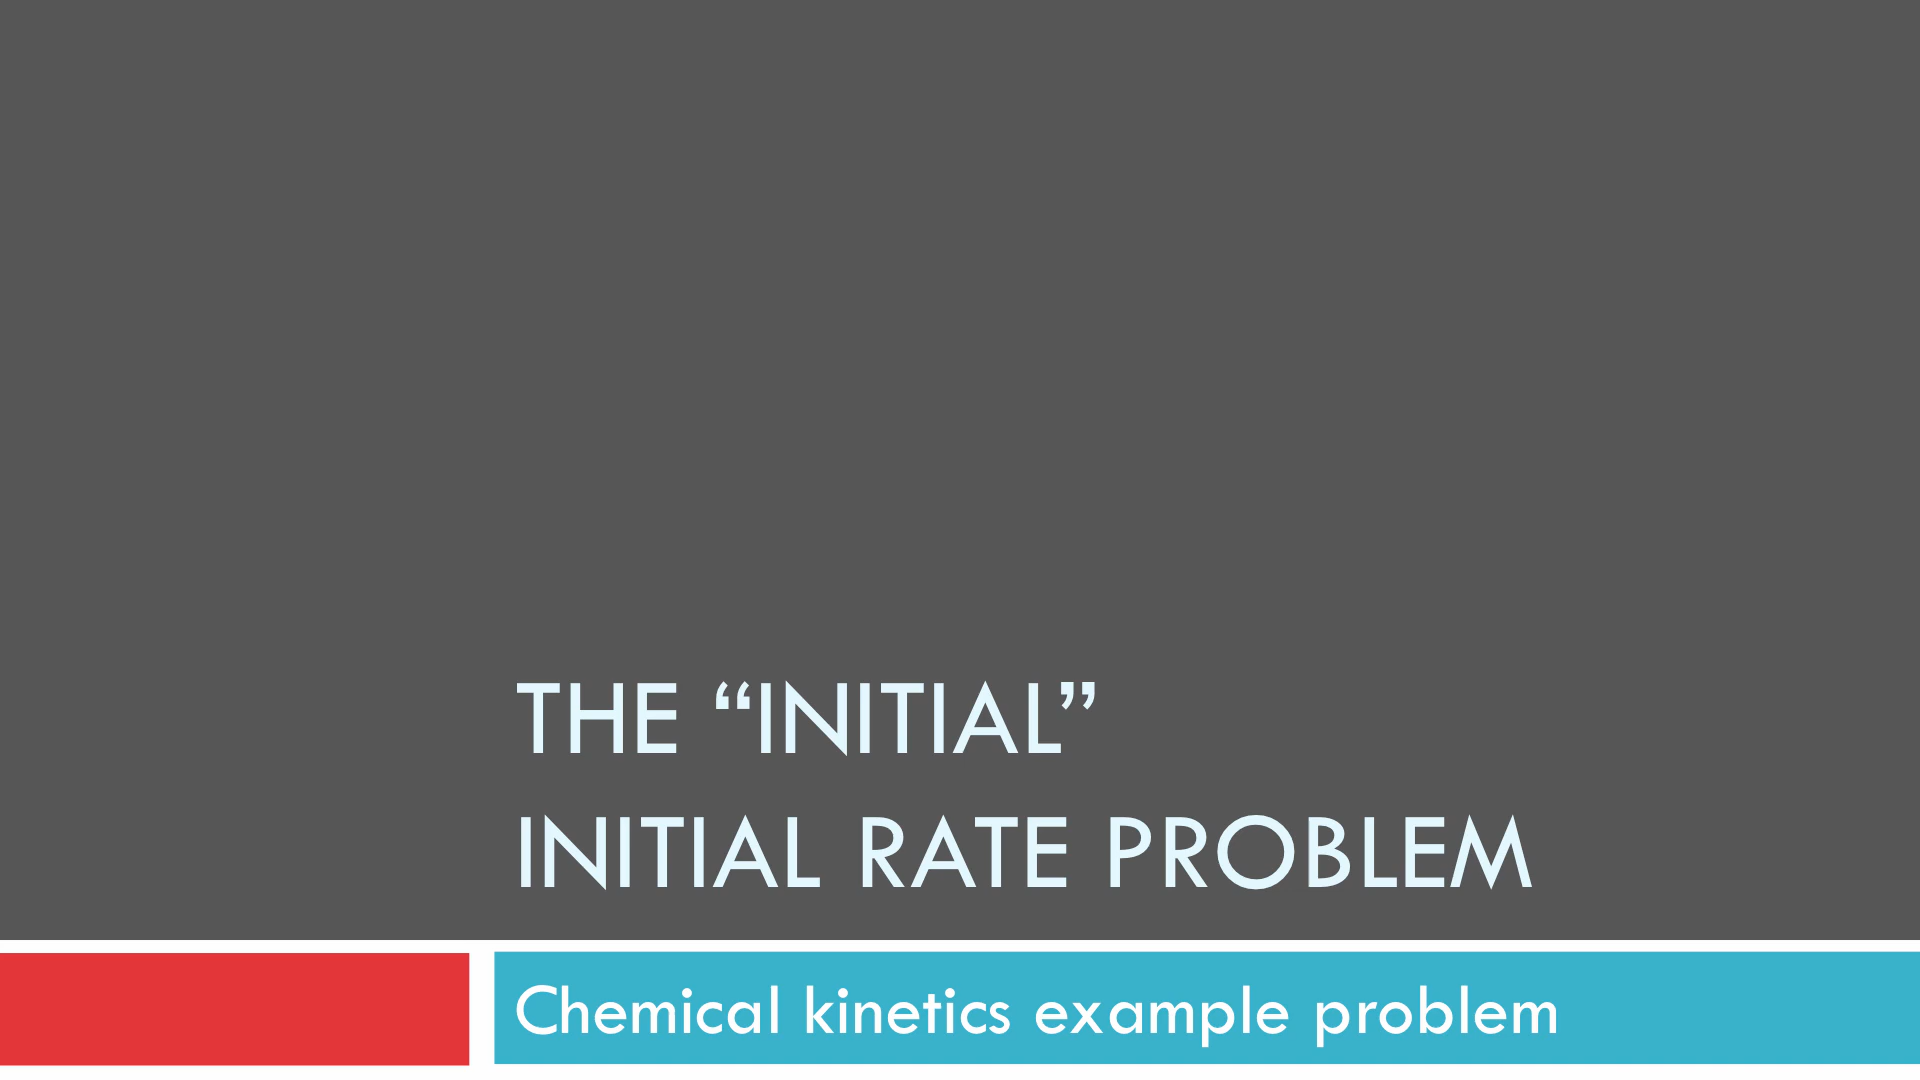 THE “INITIAL”
INITIAL RATE PROBLEM
Chemical kinetics example problem